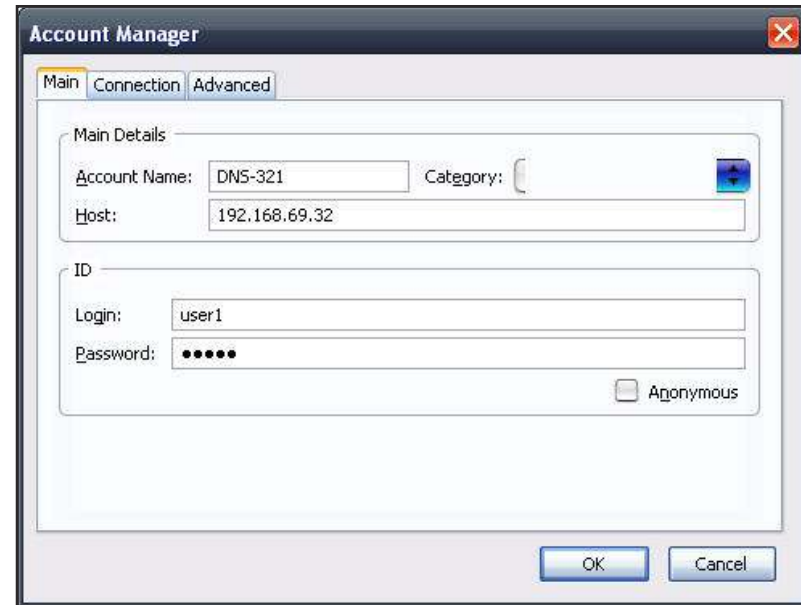 Account Manager
Main Connection Advanced
Main Details
Account Name: DNS-321 Category:
Host: 192.168.69.32
ID
Login: user1
Password: •••••
Anonymous
OK Cancel